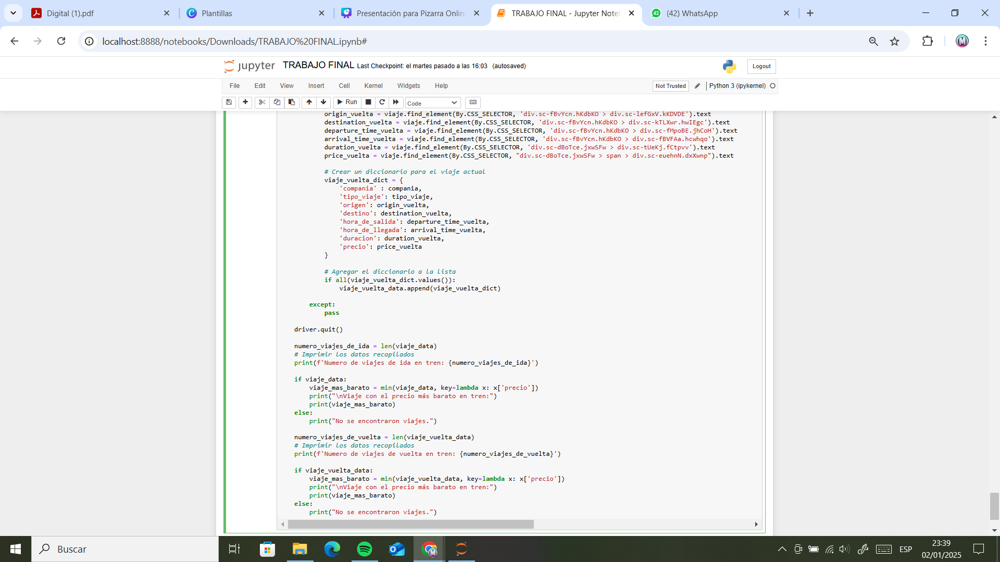 Digital (1).pdf
Plantillas
Presentación para Pizarra Onlin
TRABAJO FINAL - Jupyter Note
(42) WhatsApp
localhost:8888/notebooks/Downloads/TRABAJO%20FINAL.ipynb#
jupyter TRABAJO FINAL Last Checkpoint: el martes pasado a las 16:03 (autosaved)
Logout
File Edit View Insert Cell Kernel Widgets Help
Not Trusted
Python 3 (ipykernel)
Run
Code
origin_vuelta = viaje.find_element(By.CSS_SELECTOR, 'div.sc-fBvYcn.hKdbKO > div.sc-lefGxV.kKDVDE').text
destination_vuelta = viaje.find_element(By.CSS_SELECTOR, 'div.sc-fBvYcn.hKdbKO > div.sc-kTLXwr.hwIEgc').text
departure_time_vuelta = viaje.find_element(By.CSS_SELECTOR, 'div.sc-fBvYcn.hKdbKO > div.sc-fMpoBE.jhCoH').text
arrival_time_vuelta = viaje.find_element(By.CSS_SELECTOR, 'div.sc-fBvYcn.hKdbKO > div.sc-fBVFAa.hcwhqo').text
duration_vuelta = viaje.find_element(By.CSS_SELECTOR, 'div.sc-dBoTce.jxwSFw > div.sc-tUeKj.fCtpvv').text
price_vuelta = viaje.find_element(By.CSS_SELECTOR, "div.sc-dBoTce.jxwSFw > span > div.sc-euehnN.dxXwnp").text
# Crear un diccionario para el viaje actual
viaje_vuelta_dict = {
'compania' : compania,
'tipo_viaje': tipo_viaje,
'origen': origin_vuelta,
'destino': destination_vuelta,
'hora_de_salida': departure_time_vuelta,
'hora_de_llegada': arrival_time_vuelta,
'duracion': duration_vuelta,
'precio': price_vuelta
}
# Agregar el diccionario a la lista
if all(viaje_vuelta_dict.values()):
viaje_vuelta_data.append(viaje_vuelta_dict)
except:
pass
driver.quit()
numero_viajes_de_ida = len(viaje_data)
# Imprimir los datos recopilados
print(f'Numero de viajes de ida en tren: {numero_viajes_de_ida}')
if viaje_data:
viaje_mas_barato = min(viaje_data, key=lambda x: x['precio'])
print("\nViaje con el precio más barato en tren:")
print(viaje_mas_barato)
else:
print("No se encontraron viajes.")
numero_viajes_de_vuelta = len(viaje_vuelta_data)
# Imprimir los datos recopilados
print(f'Numero de viajes de vuelta en tren: {numero_viajes_de_vuelta}')
if viaje_vuelta_data:
viaje_mas_barato = min(viaje_vuelta_data, key=lambda x: x['precio'])
print("\nViaje con el precio más barato en tren:")
print(viaje_mas_barato)
else:
print("No se encontraron viajes.")
Buscar
ESP
23:39
02/01/2025